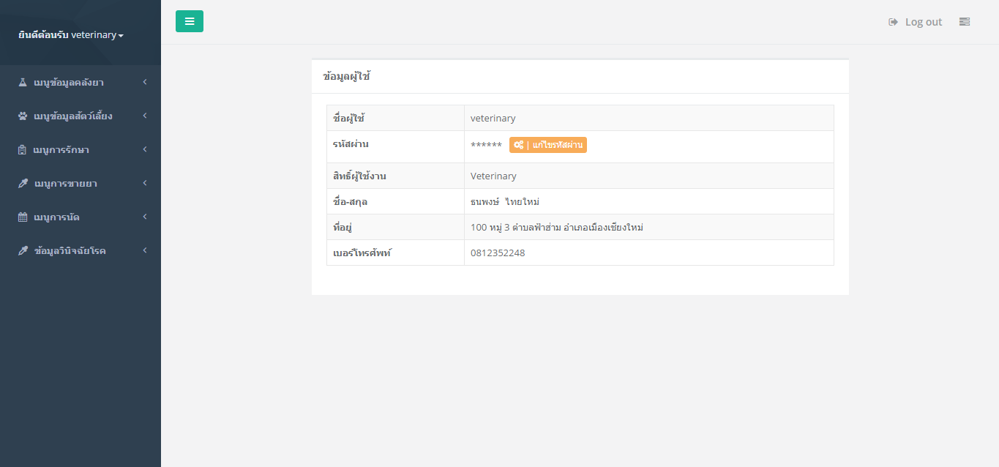 ยินดีต้อนรับ veterinary
Log out
เมนูข้อมูลคลังยา
เมนูข้อมูลสัตว์เลี้ยง
เมนูการรักษา
เมนูการขายยา
เมนูการนัด
ข้อมูลวินิจฉัยโรค
ข้อมูลผู้ใช้
ชื่อผู้ใช้ veterinary
รหัสผ่าน ****** | แก้ไขรหัสผ่าน
สิทธิ์ผู้ใช้งาน Veterinary
ชื่อ-สกุล ธนพงษ์ ไทยใหม่
ที่อยู่ 100 หมู่ 3 ตำบลฟ้าฮ่าม อำเภอเมืองเชียงใหม่
เบอร์โทรศัพท์ 0812352248